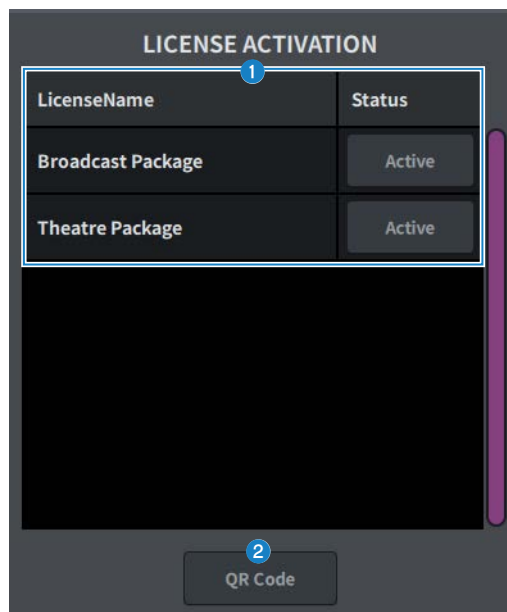 LICENSE ACTIVATION
1
LicenseName Status
Broadcast Package Active
Theatre Package Active
2
QR Code